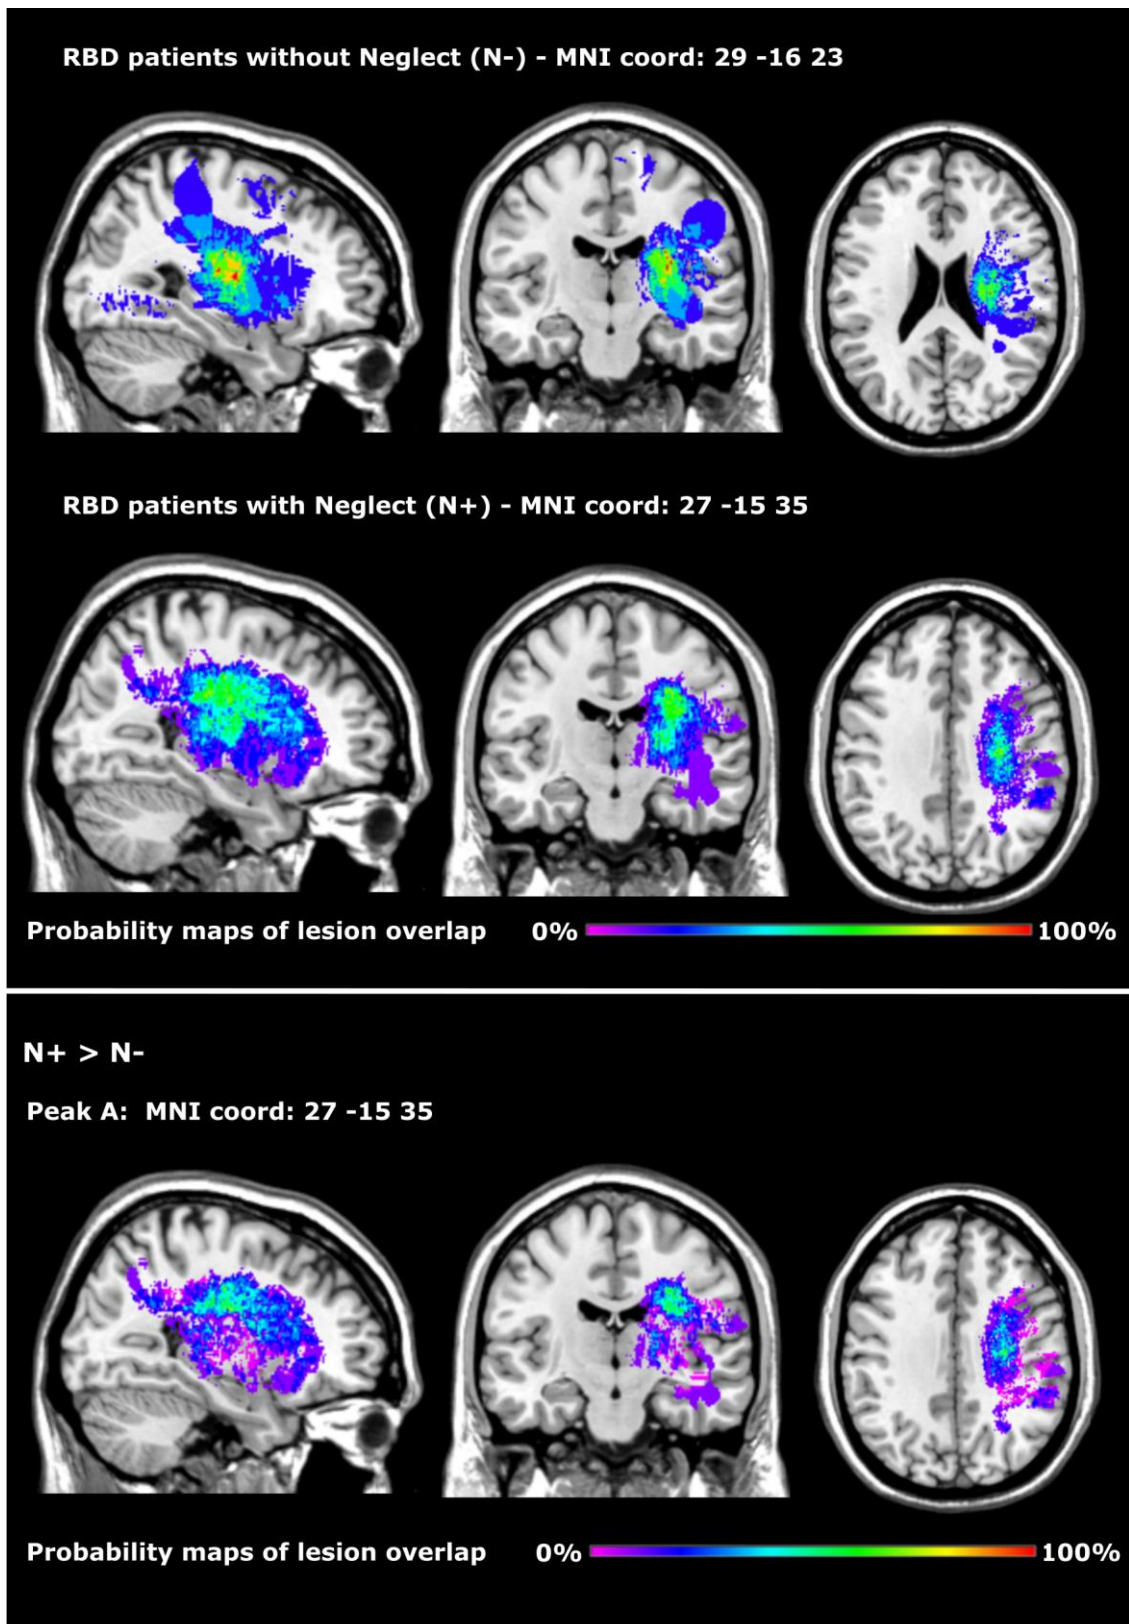 RBD patients without Neglect (N-) - MNI coord: 29 -16 23
RBD patients with Neglect (N+) - MNI coord: 27 -15 35
Probability maps of lesion overlap 0% 100%
N+ > N-
Peak A: MNI coord: 27 -15 35
Probability maps of lesion overlap 0% 100%